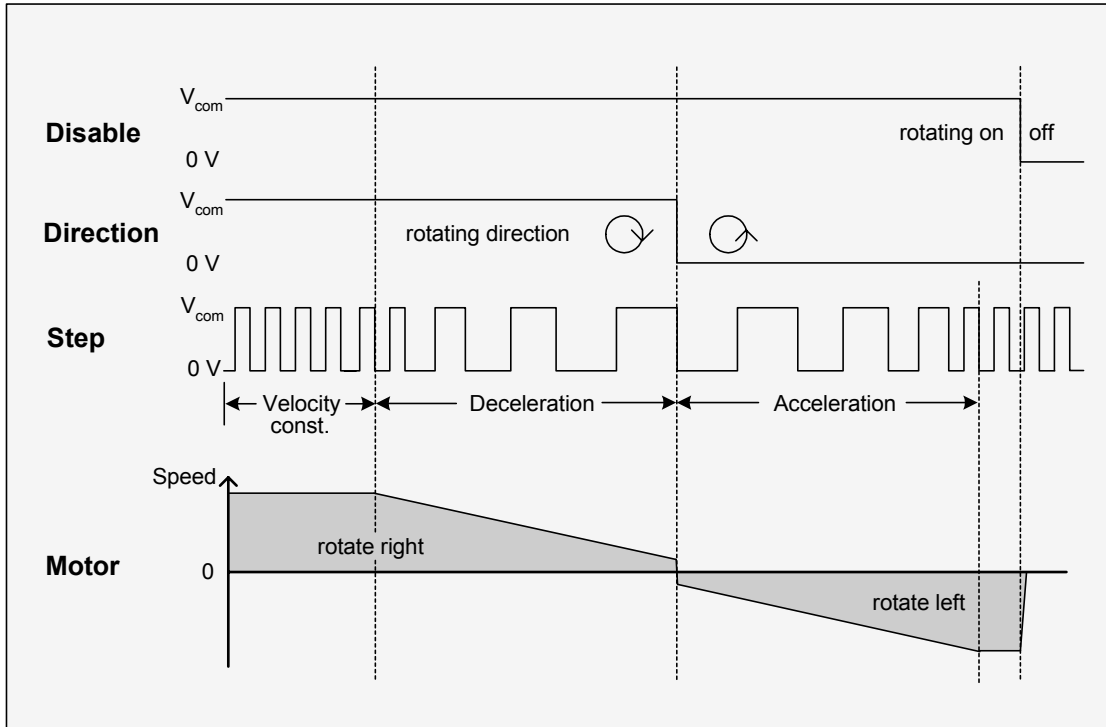 V_com
Disable
rotating on off
0 V
V_com
Direction
rotating direction
0 V
V_com
Step
0 V
Velocity const.
Deceleration
Acceleration
Speed
rotate right
Motor
0
rotate left